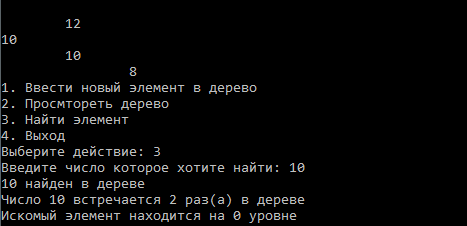 12
10
10
8
1. Ввести новый элемент в дерево
2. Просмтореть дерево
3. Найти элемент
4. Выход
Выберите действие: 3
Введите число которое хотите найти: 10
10 найден в дереве
Число 10 встречается 2 раз(а) в дереве
Искомый элемент находится на 0 уровне